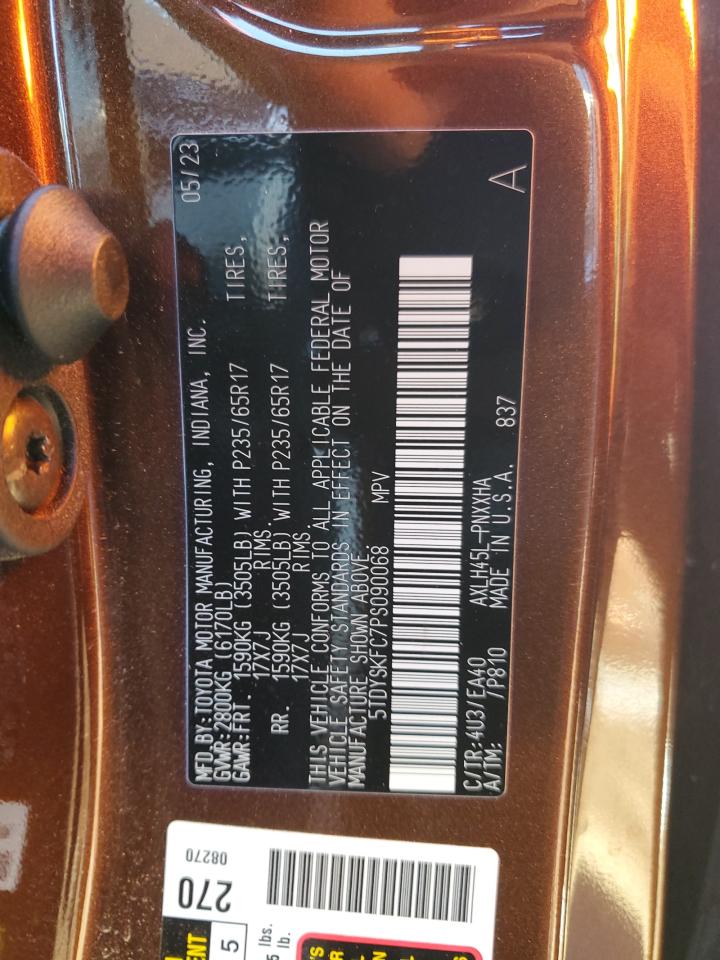 MFD.BY:TOYOTA MOTOR MANUFACTURING, INDIANA, INC. 05/23
GVWR:2800KG (6170LB)
GAWR:FRT. 1590KG (3505LB) WITH P235/65R17 TIRES,
17X7J RIMS.
RR. 1590KG (3505LB) WITH P235/65R17 TIRES,
17X7J RIMS.
THIS VEHICLE CONFORMS TO ALL APPLICABLE FEDERAL MOTOR
VEHICLE SAFETY STANDARDS IN EFFECT ON THE DATE OF
MANUFACTURE SHOWN ABOVE.
5TDYSKFC7PS090068 MPV
C/TR:4U3/EA40 AXLH45L-PNXXHA
A/TM: /P810 MADE IN U.S.A. 837
A
08270
270
5
lbs.
lb.